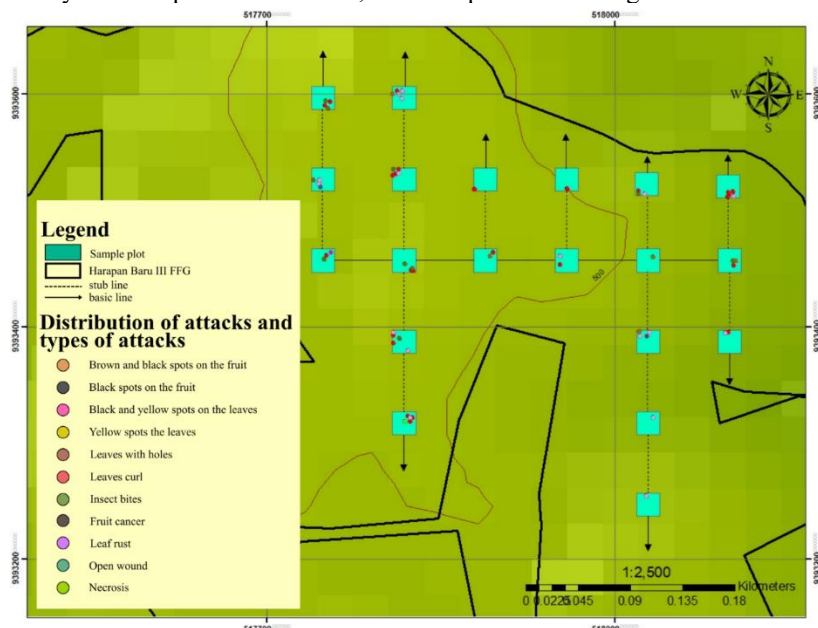 517700 518000
N
9393600 W E 9393600
S
Legend
Sample plot
Harapan Baru III FFG
stub line
basic line
500
Distribution of attacks and
types of attacks
9393400
Brown and black spots on the fruit
Black spots on the fruit
Black and yellow spots on the leaves
Yellow spots the leaves
Leaves with holes
Leaves curl
Insect bites
Fruit cancer
Leaf rust
Open wound
Necrosis
9393200 9393200
1:2,500
Kilometers
0 0.0225 0.045 0.09 0.135 0.18
517700 518000